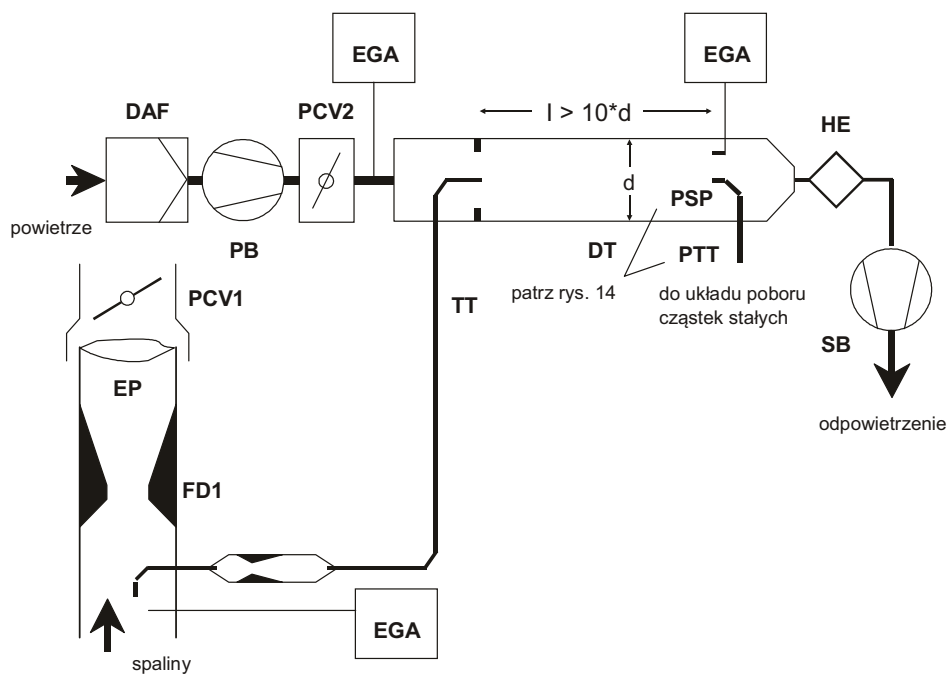 EGA
EGA
DAF
PCV2
l > 10*d
HE
d
powietrze
PB
DT
PSP
PTT
patrz rys. 14
do układu poboru
cząstek stałych
PCV1
TT
SB
EP
odpowietrzenie
FD1
EGA
spaliny